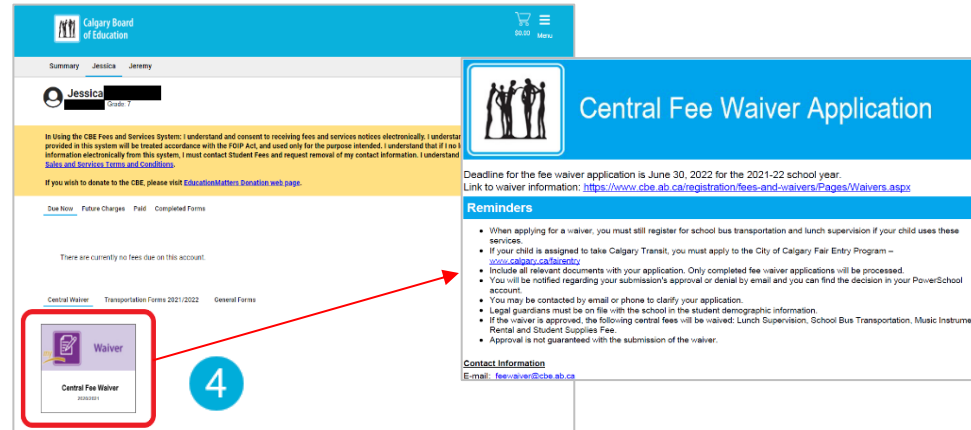 Calgary Board
of Education
$0.00 Menu
Summary Jessica Jeremy
Jessica
Grade: 7
In Using the CBE Fees and Services System: I understand and consent to receiving fees and services notices electronically. I understar
provided in this system will be treated accordance with the FOIP Act, and used only for the purpose intended. I understand that if I no l
information electronically from this system, I must contact Student Fees and request removal of my contact information. I understand
Sales and Services Terms and Conditions.
If you wish to donate to the CBE, please visit EducationMatters Donation web page.
Due Now Future Charges Paid Completed Forms
There are currently no fees due on this account.
Central Waiver Transportation Forms 2021/2022 General Forms
Waiver
Central Fee Waiver
4
Central Fee Waiver Application
Deadline for the fee waiver application is June 30, 2022 for the 2021-22 school year.
Link to waiver information: https://www.cbe.ab.ca/registration/fees-and-waivers/Pages/Waivers.aspx
Reminders
• When applying for a waiver, you must still register for school bus transportation and lunch supervision if your child uses these
services.
• If your child is assigned to take Calgary Transit, you must apply to the City of Calgary Fair Entry Program –
www.calgary.ca/fairentry
• Include all relevant documents with your application. Only completed fee waiver applications will be processed.
• You will be notified regarding your submission's approval or denial by email and you can find the decision in your PowerSchool
account.
• You may be contacted by email or phone to clarify your application.
• Legal guardians must be on file with the school in the student demographic information.
• If the waiver is approved, the following central fees will be waived: Lunch Supervision, School Bus Transportation, Music Instrume
Rental and Student Supplies Fee.
• Approval is not guaranteed with the submission of the waiver.
Contact Information
E-mail: feewaiver@cbe.ab.ca